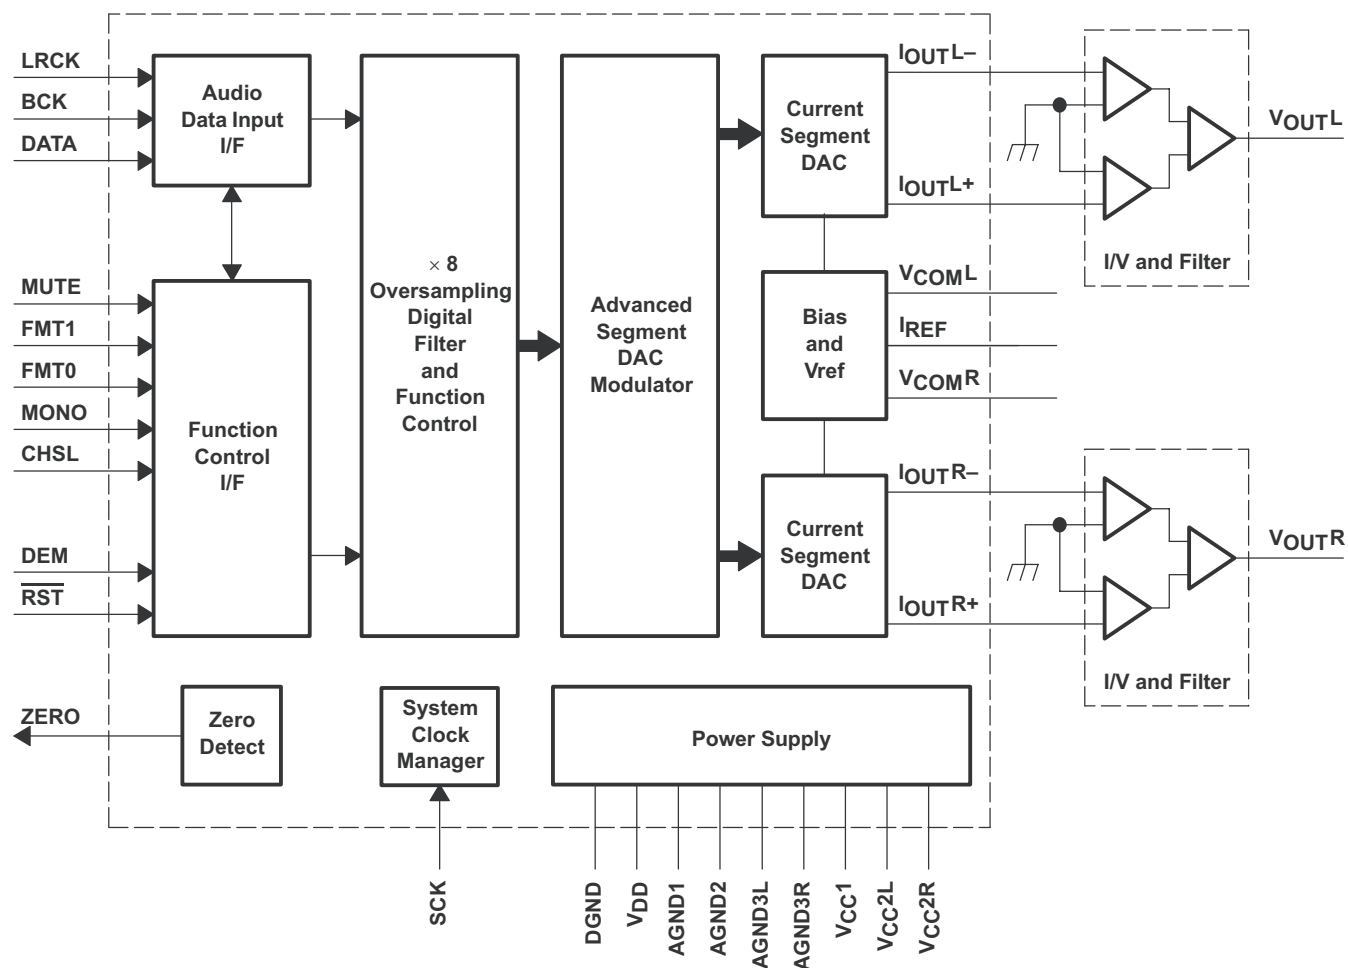 LRCK
BCK
DATA
Audio
Data Input
I/F
MUTE
FMT1
FMT0
MONO
CHSL
DEM
RST
Function
Control
I/F
× 8
Oversampling
Digital
Filter
and
Function
Control
Advanced
Segment
DAC
Modulator
Current
Segment
DAC
Bias
and
Vref
Current
Segment
DAC
IOUTL–
IOUTL+
VCOML
IREF
VCOMR
IOUTR–
IOUTR+
I/V and Filter
VOUTL
I/V and Filter
VOUTR
ZERO
Zero
Detect
System
Clock
Manager
Power Supply
SCK
DGND
VDD
AGND1
AGND2
AGND3L
AGND3R
VCC1
VCC2L
VCC2R